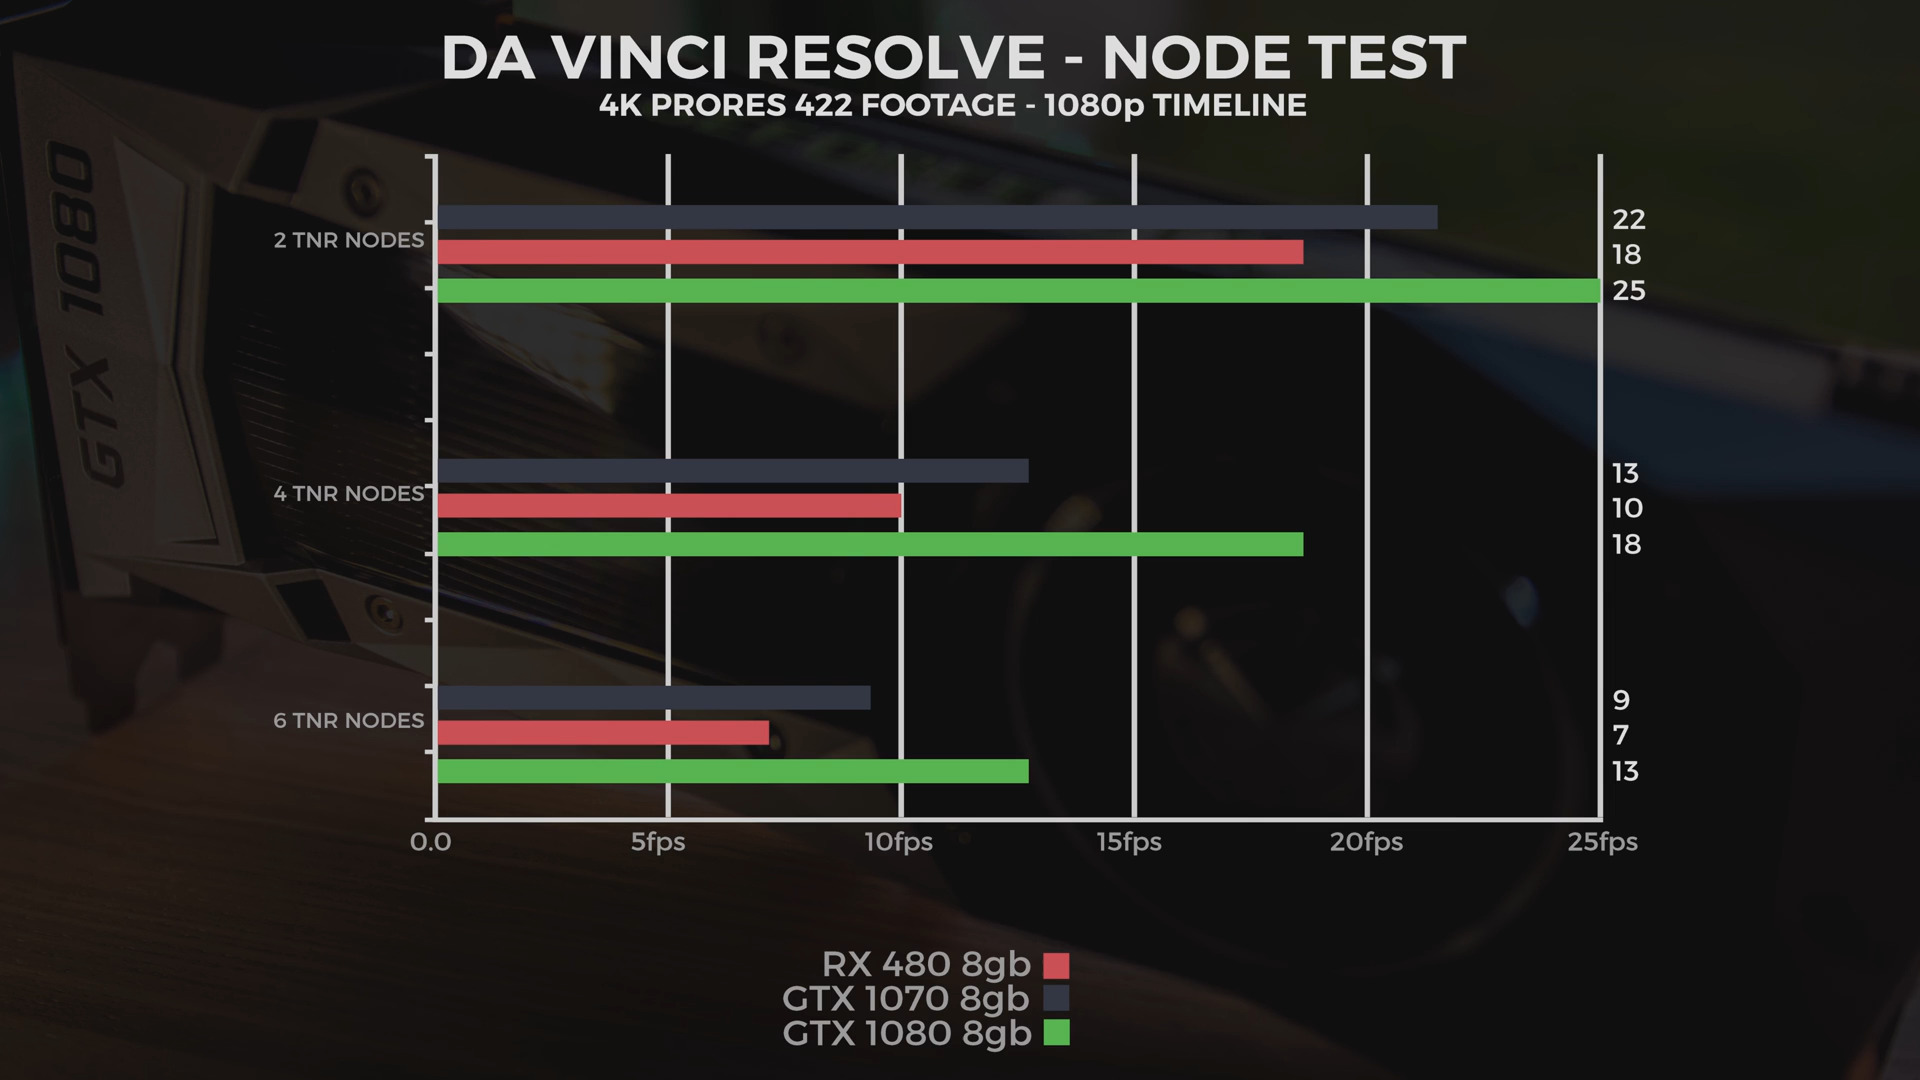 DA VINCI RESOLVE - NODE TEST
4K PRORES 422 FOOTAGE - 1080p TIMELINE
GTX 1080
2 TNR NODES
22
18
25
4 TNR NODES
13
10
18
6 TNR NODES
9
7
13
0.0 5fps 10fps 15fps 20fps 25fps
RX 480 8gb
GTX 1070 8gb
GTX 1080 8gb